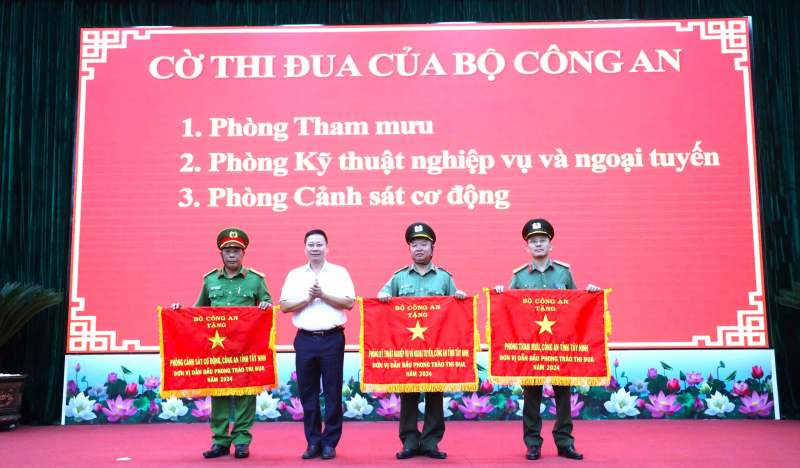 CỜ THI ĐUA CỦA BỘ CÔNG AN
1. Phòng Tham mưu
2. Phòng Kỹ thuật nghiệp vụ và ngoại tuyến
3. Phòng Cảnh sát cơ động
BỘ CÔNG AN
TẶNG
PHÒNG CẢNH SÁT CƠ ĐỘNG, CÔNG AN TỈNH TÂY NINH
ĐƠN VỊ DẪN ĐẦU PHONG TRÀO THI ĐUA
NĂM 2024
BỘ CÔNG AN
TẶNG
PHÒNG KỸ THUẬT NGHIỆP VỤ VÀ NGOẠI TUYẾN, CÔNG AN TỈNH TÂY NINH
ĐƠN VỊ DẪN ĐẦU PHONG TRÀO THI ĐUA
NĂM 2024
BỘ CÔNG AN
TẶNG
PHÒNG THAM MƯU, CÔNG AN TỈNH TÂY NINH
ĐƠN VỊ DẪN ĐẦU PHONG TRÀO THI ĐUA
NĂM 2024